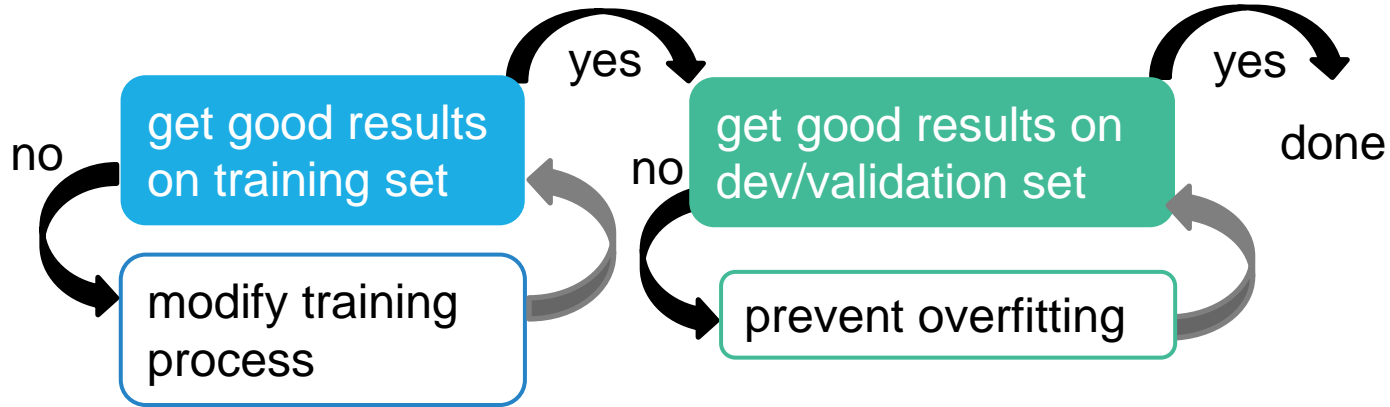 yes
yes
get good results
on training set
no
get good results on
dev/validation set
no
done
modify training
process
prevent overfitting